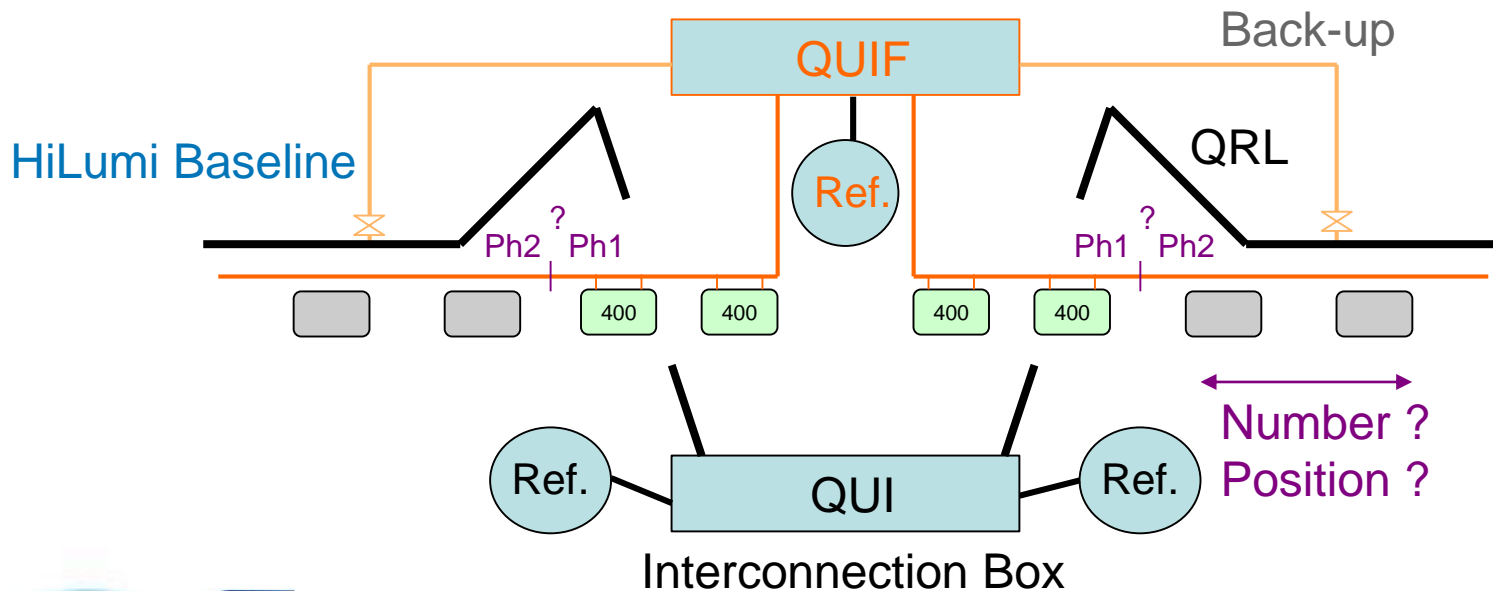 Back-up
QUIF
HiLumi Baseline
QRL
Ref.
?
Ph2 Ph1
?
Ph1 Ph2
400
400
400
400
Number ?
Position ?
Ref.
QUI
Ref.
Interconnection Box